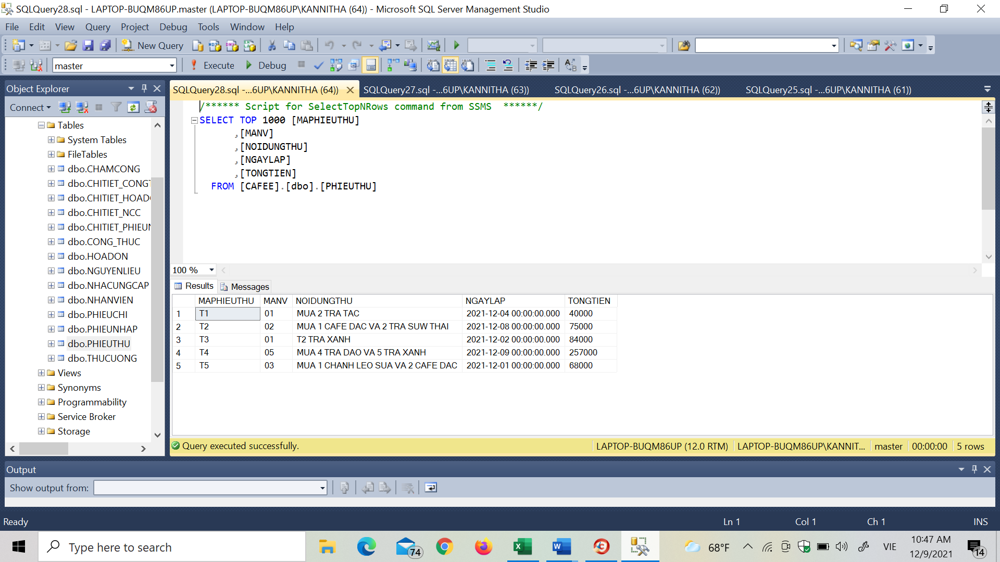 SQLQuery28.sql - LAPTOP-BUQM86UP.master (LAPTOP-BUQM86UP\KANNITHA (64)) - Microsoft SQL Server Management Studio
File Edit View Query Project Debug Tools Window Help
New Query
master Execute Debug
Object Explorer
SQLQuery28.sql -...6UP\KANNITHA (64)) SQLQuery27.sql -...6UP\KANNITHA (63)) SQLQuery26.sql -...6UP\KANNITHA (62)) SQLQuery25.sql -...6UP\KANNITHA (61))
Connect
Tables
System Tables
FileTables
dbo.CHAMCONG
dbo.CHITIET_CONGT
dbo.CHITIET_HOADO
dbo.CHITIET_NCC
dbo.CHITIET_PHIEUN
dbo.CONG_THUC
dbo.HOADON
dbo.NGUYENLIEU
dbo.NHACUNGCAP
dbo.NHANVIEN
dbo.PHIEUCHI
dbo.PHIEUNHAP
dbo.PHIEUTHU
dbo.THUCUONG
Views
Synonyms
Programmability
Service Broker
Storage
/****** Script for SelectTopNRows command from SSMS  ******/
SELECT TOP 1000 [MAPHIEUTHU]
,[MANV]
,[NOIDUNGTHU]
,[NGAYLAP]
,[TONGTIEN]
FROM [CAFEE].[dbo].[PHIEUTHU]
100 %
Results Messages
MAPHIEUTHU MANV NOIDUNGTHU NGAYLAP TONGTIEN
1 T1 01 MUA 2 TRA TAC 2021-12-04 00:00:00.000 40000
2 T2 02 MUA 1 CAFE DAC VA 2 TRA SUW THAI 2021-12-08 00:00:00.000 75000
3 T3 01 T2 TRA XANH 2021-12-02 00:00:00.000 84000
4 T4 05 MUA 4 TRA DAO VA 5 TRA XANH 2021-12-09 00:00:00.000 257000
5 T5 03 MUA 1 CHANH LEO SUA VA 2 CAFE DAC 2021-12-01 00:00:00.000 68000
Query executed successfully. LAPTOP-BUQM86UP (12.0 RTM) LAPTOP-BUQM86UP\KANNIT... master 00:00:00 5 rows
Output
Show output from:
Ready Ln 1 Col 1 Ch 1 INS
Type here to search 74 68°F VIE 10:47 AM
12/9/2021 14